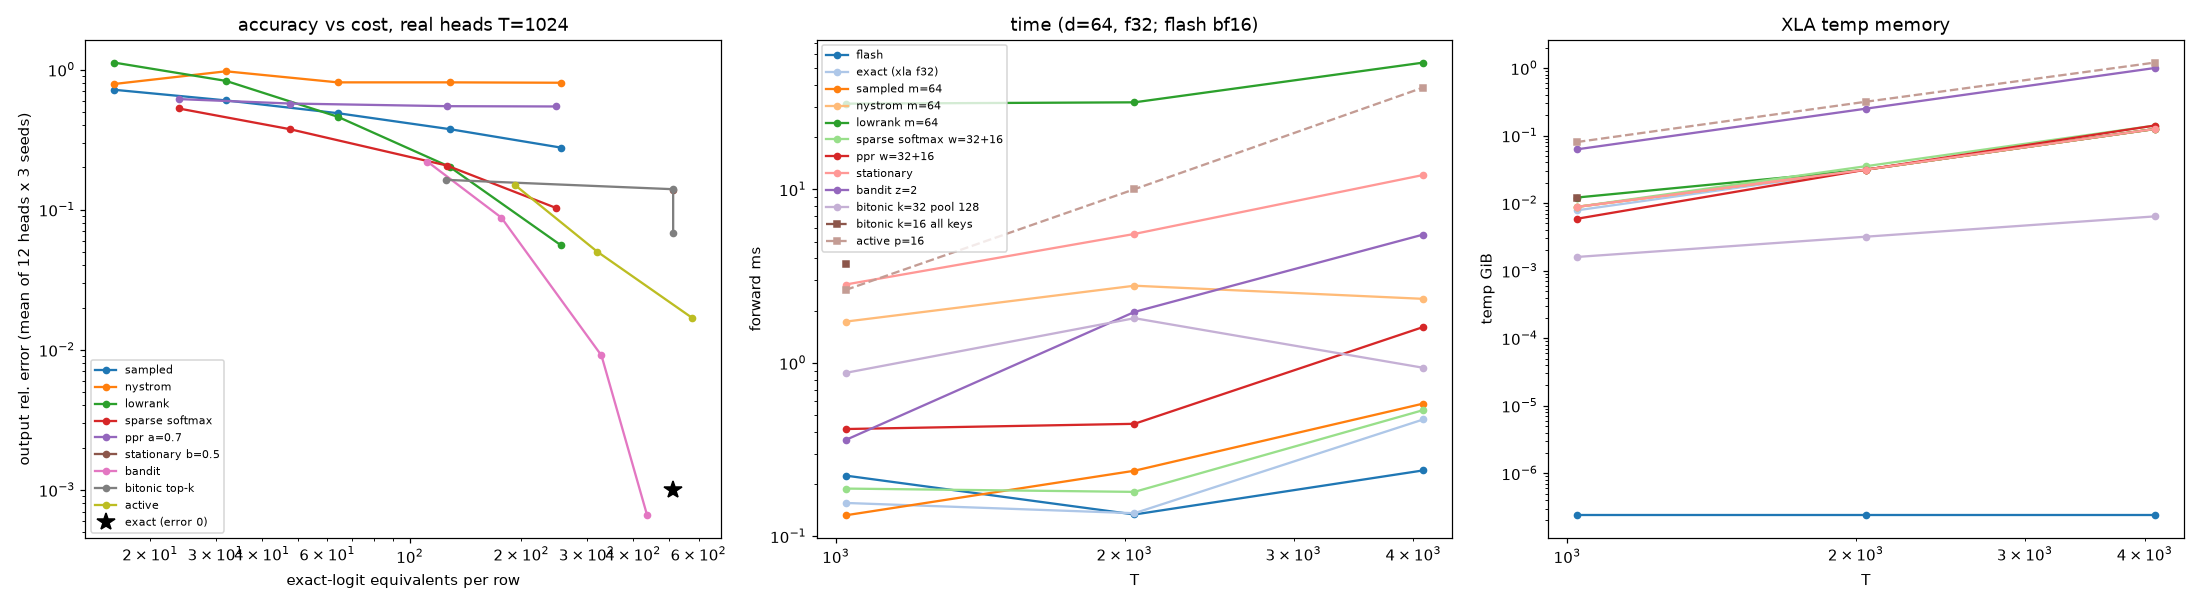 accuracy vs cost, real heads T=1024
output rel. error (mean of 12 heads x 3 seeds)
10⁰
10⁻¹
10⁻²
10⁻³
sampled
nystrom
lowrank
sparse softmax
ppr a=0.7
stationary b=0.5
bandit
bitonic top-k
active
exact (error 0)
2 × 10¹
3 × 10¹
4 × 10¹
6 × 10¹
10²
2 × 10²
3 × 10²
4 × 10²
6 × 10²
exact-logit equivalents per row
time (d=64, f32; flash bf16)
forward ms
10¹
10⁰
10⁻¹
flash
exact (xla f32)
sampled m=64
nystrom m=64
lowrank m=64
sparse softmax w=32+16
ppr w=32+16
stationary
bandit z=2
bitonic k=32 pool 128
bitonic k=16 all keys
active p=16
10³
2 × 10³
3 × 10³
4 × 10³
T
XLA temp memory
temp GiB
10⁰
10⁻¹
10⁻²
10⁻³
10⁻⁴
10⁻⁵
10⁻⁶
10³
2 × 10³
3 × 10³
4 × 10³
T